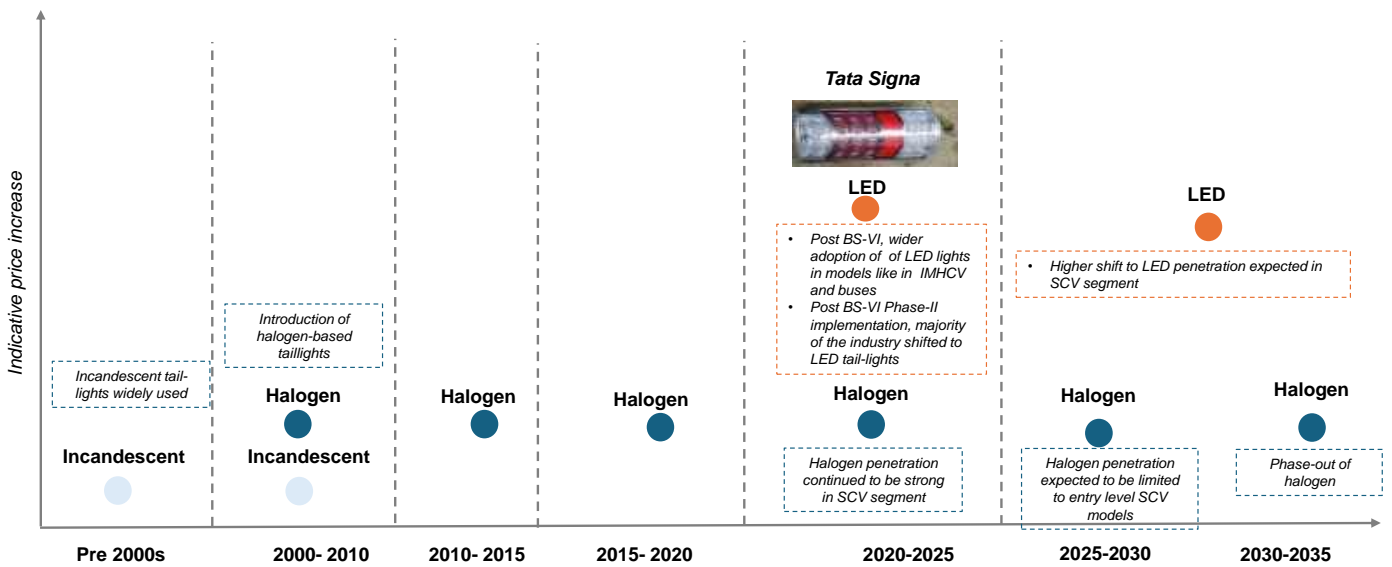 Indicative price increase
Incandescent tail-
lights widely used
Incandescent
Introduction of
halogen-based
taillights
Halogen
Incandescent
Halogen
Halogen
Tata Signa
LED
• Post BS-VI, wider
adoption of of LED lights
in models like in IMHCV
and buses
• Post BS-VI Phase-II
implementation, majority
of the industry shifted to
LED tail-lights
Halogen
Halogen penetration
continued to be strong
in SCV segment
LED
• Higher shift to LED penetration expected in
SCV segment
Halogen
Halogen penetration
expected to be limited
to entry level SCV
models
Halogen
Phase-out of
halogen
Pre 2000s
2000- 2010
2010- 2015
2015- 2020
2020-2025
2025-2030
2030-2035